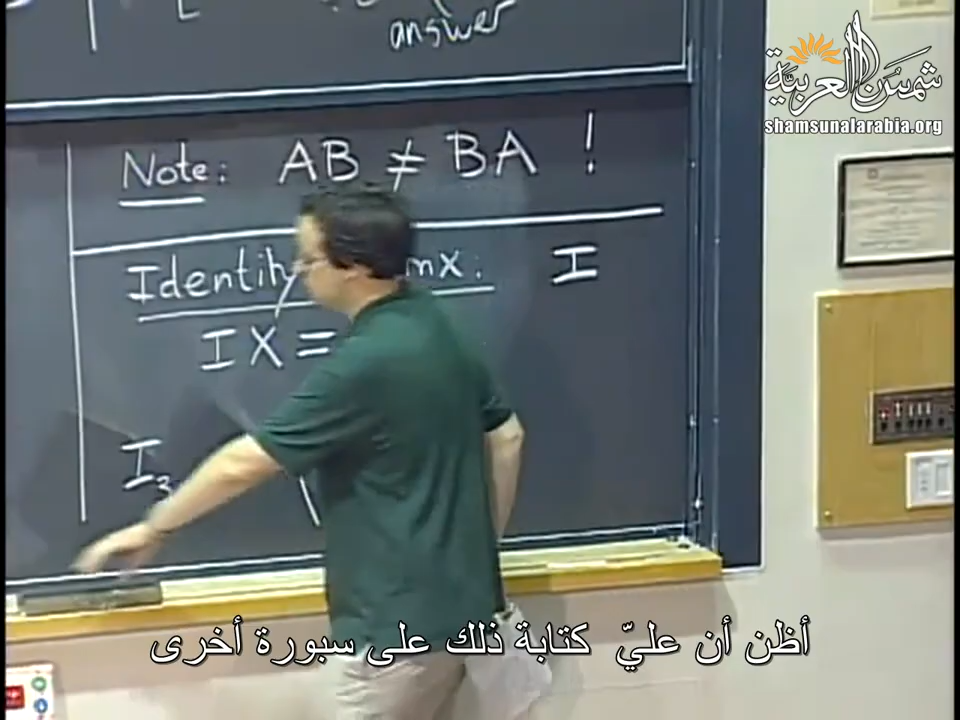 answer
شمسُ العربية
shamsunalarabia.org
Note: AB ≠ BA !
Identity mx: I
IX =
I₃
أظن أن عليّ كتابة ذلك على سبورة أخرى